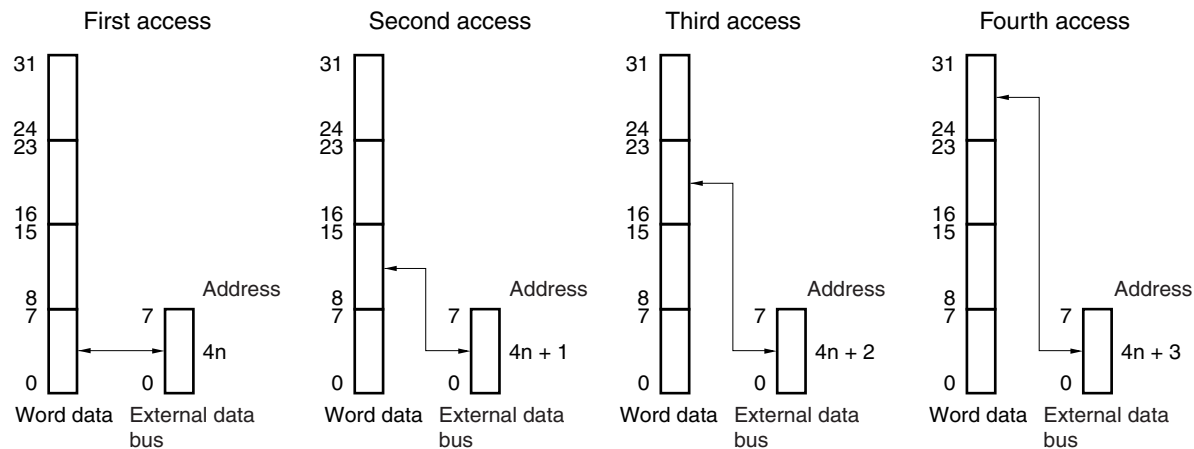 First access
31
24
23
16
15
8
7
0
Address
7
4n
0
Word data
External data
bus
Second access
31
24
23
16
15
8
7
0
Address
7
4n + 1
0
Word data
External data
bus
Third access
31
24
23
16
15
8
7
0
Address
7
4n + 2
0
Word data
External data
bus
Fourth access
31
24
23
16
15
8
7
0
Address
7
4n + 3
0
Word data
External data
bus